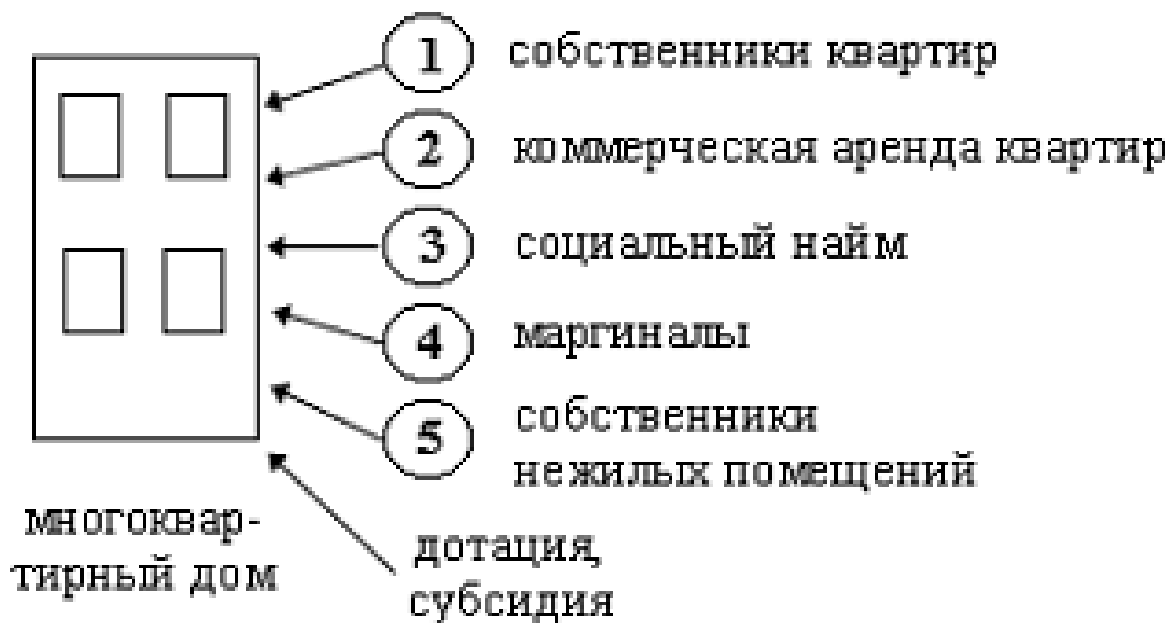 1 собственники квартир
2 коммерческая аренда квартир
3 социальный найм
4 маргиналы
5 собственники
нежилых помещений
многоквар-
тирный дом
дотация,
субсидия